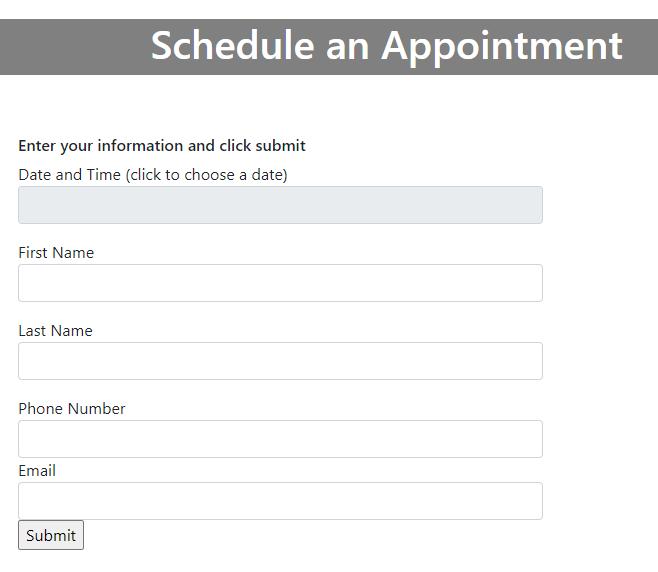 Schedule an Appointment
Enter your information and click submit
Date and Time (click to choose a date)
First Name
Last Name
Phone Number
Email
Submit